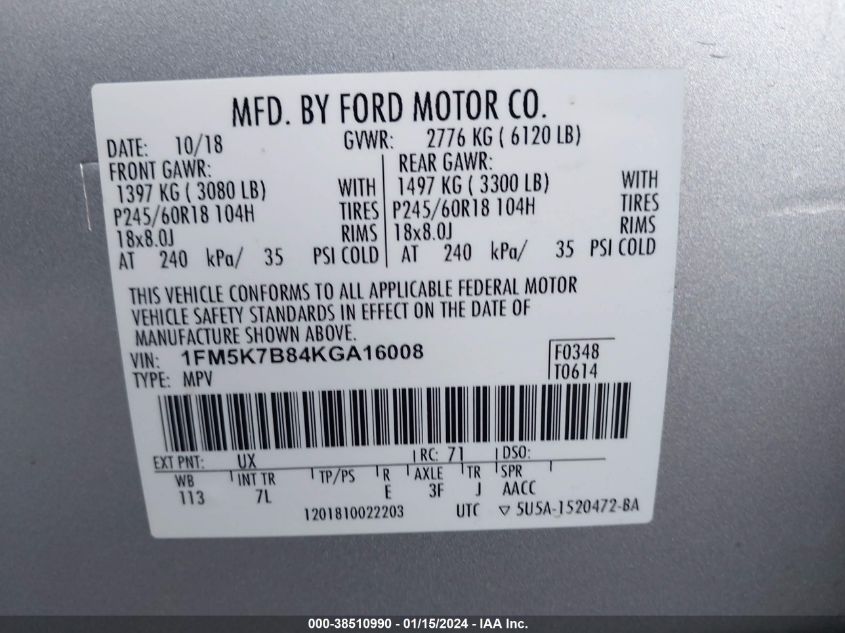 MFD. BY FORD MOTOR CO.
DATE: 10/18 GVWR: 2776 KG ( 6120 LB)
FRONT GAWR: REAR GAWR:
1397 KG ( 3080 LB) WITH 1497 KG ( 3300 LB) WITH
P245/60R18 104H TIRES P245/60R18 104H TIRES
18x8.0J RIMS 18x8.0J RIMS
AT 240 kPa/ 35 PSI COLD AT 240 kPa/ 35 PSI COLD
THIS VEHICLE CONFORMS TO ALL APPLICABLE FEDERAL MOTOR
VEHICLE SAFETY STANDARDS IN EFFECT ON THE DATE OF
MANUFACTURE SHOWN ABOVE.
VIN: 1FM5K7B84KGA16008 F0348
TYPE: MPV T0614
EXT PNT: UX RC: 71 DSO:
WB INT TR TP/PS R AXLE TR SPR
113 7L E 3F J AACC
1201810022203 UTC ▽ 5U5A-1520472-BA
000-38510990 - 01/15/2024 - IAA Inc.